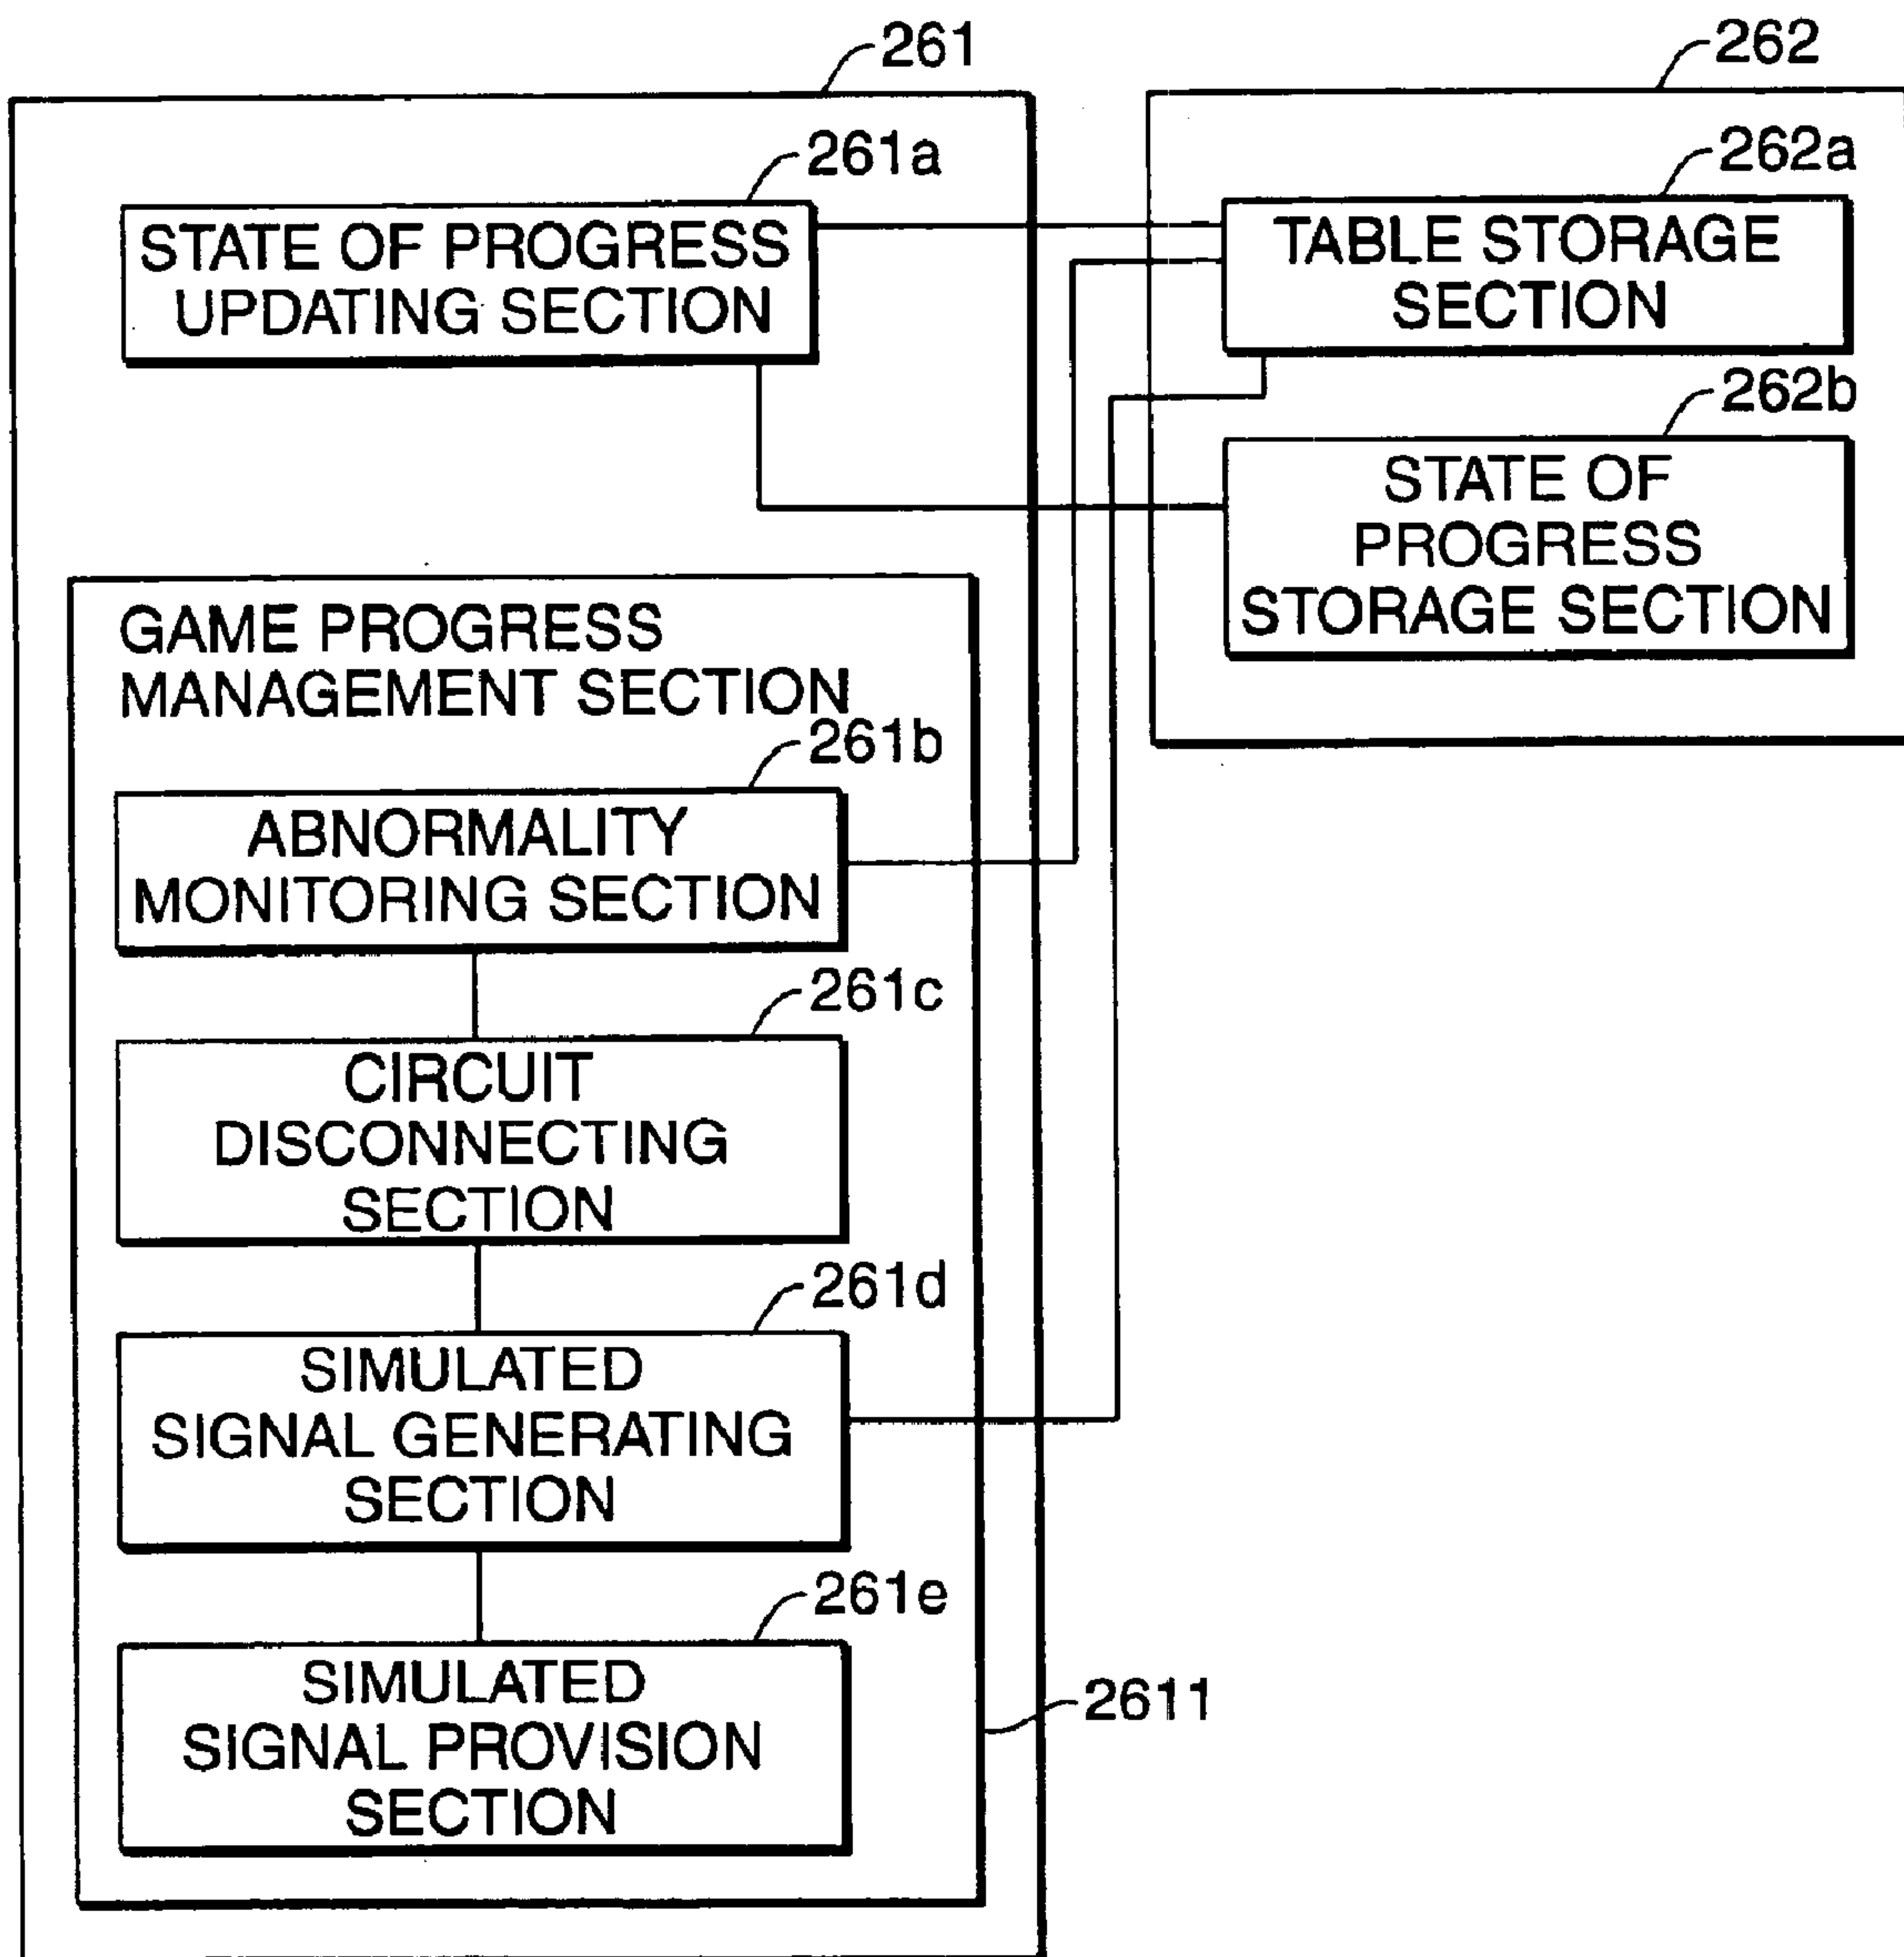 261
262
261a
262a
STATE OF PROGRESS
UPDATING SECTION
TABLE STORAGE
SECTION
262b
STATE OF
PROGRESS
STORAGE SECTION
GAME PROGRESS
MANAGEMENT SECTION
261b
ABNORMALITY
MONITORING SECTION
261c
CIRCUIT
DISCONNECTING
SECTION
261d
SIMULATED
SIGNAL GENERATING
SECTION
261e
SIMULATED
SIGNAL PROVISION
SECTION
2611